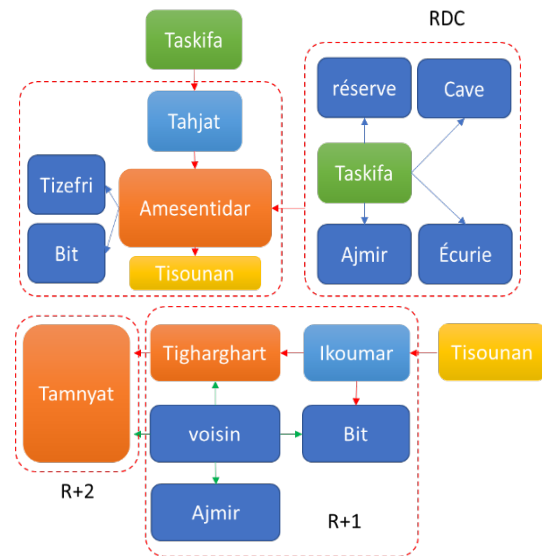 Taskifa
RDC
réserve
Cave
Tahjat
Taskifa
Tizefri
Amesentidar
Bit
Ajmir
Écurie
Tisounan
Tigharghart
Ikoumar
Tisounan
Tamnyat
voisin
Bit
R+2
Ajmir
R+1